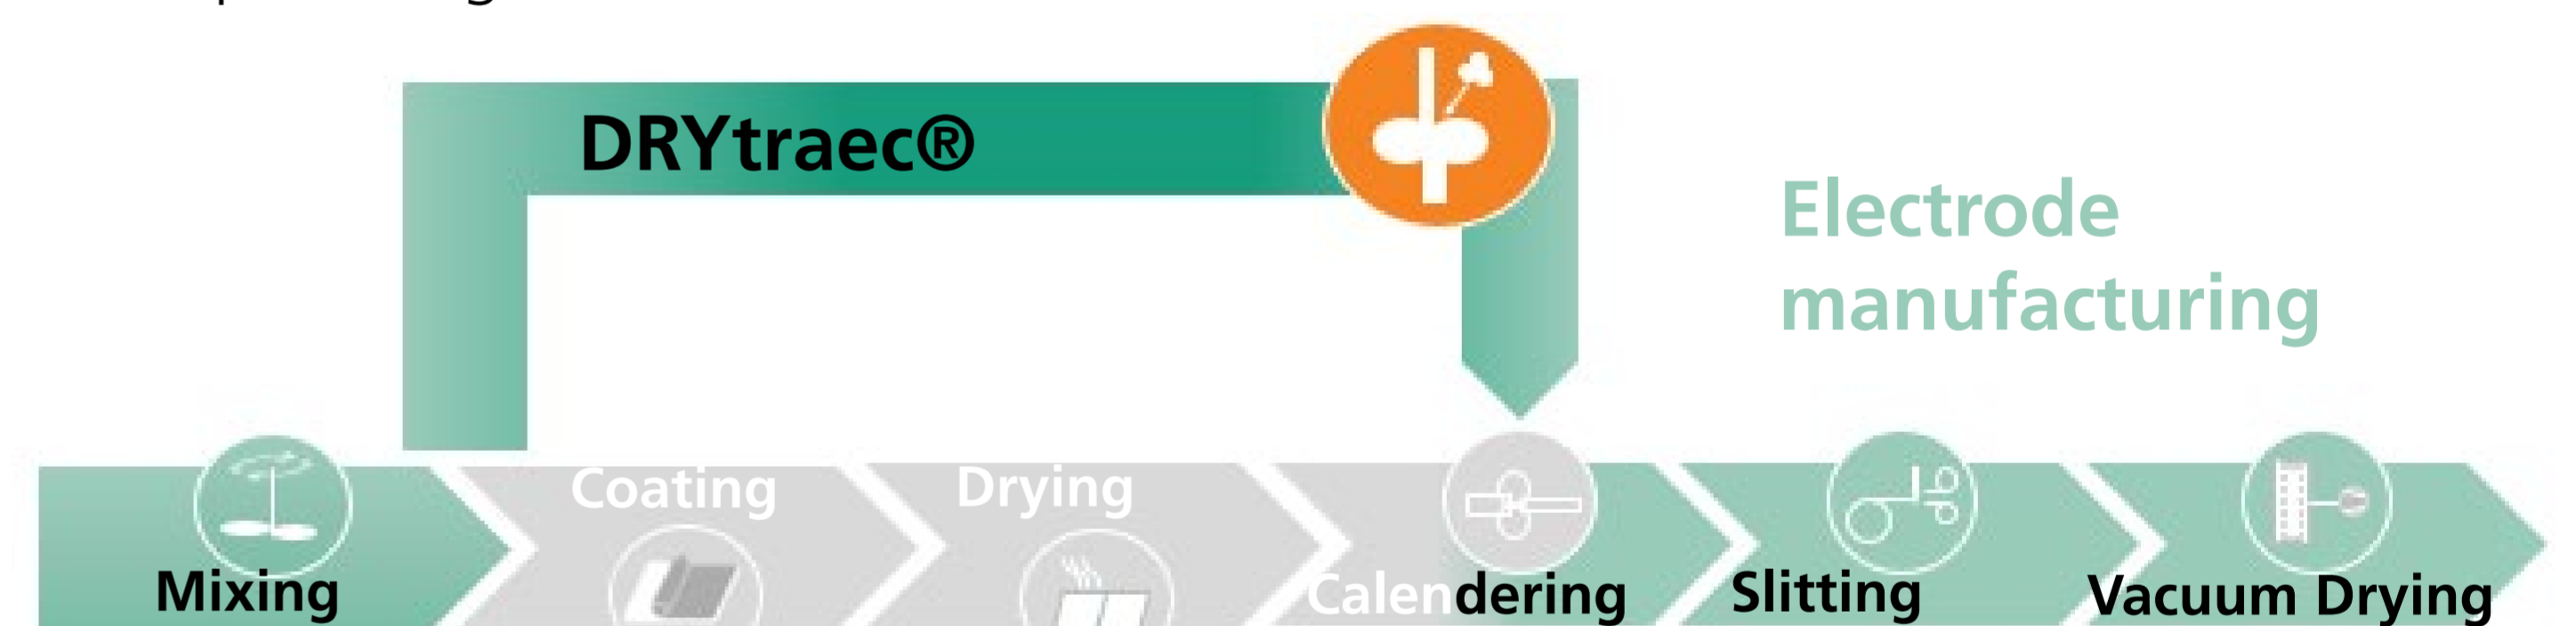 DRYtraec®
Electrode
manufacturing
Coating
Drying
Mixing
Calendering
Slitting
Vacuum Drying